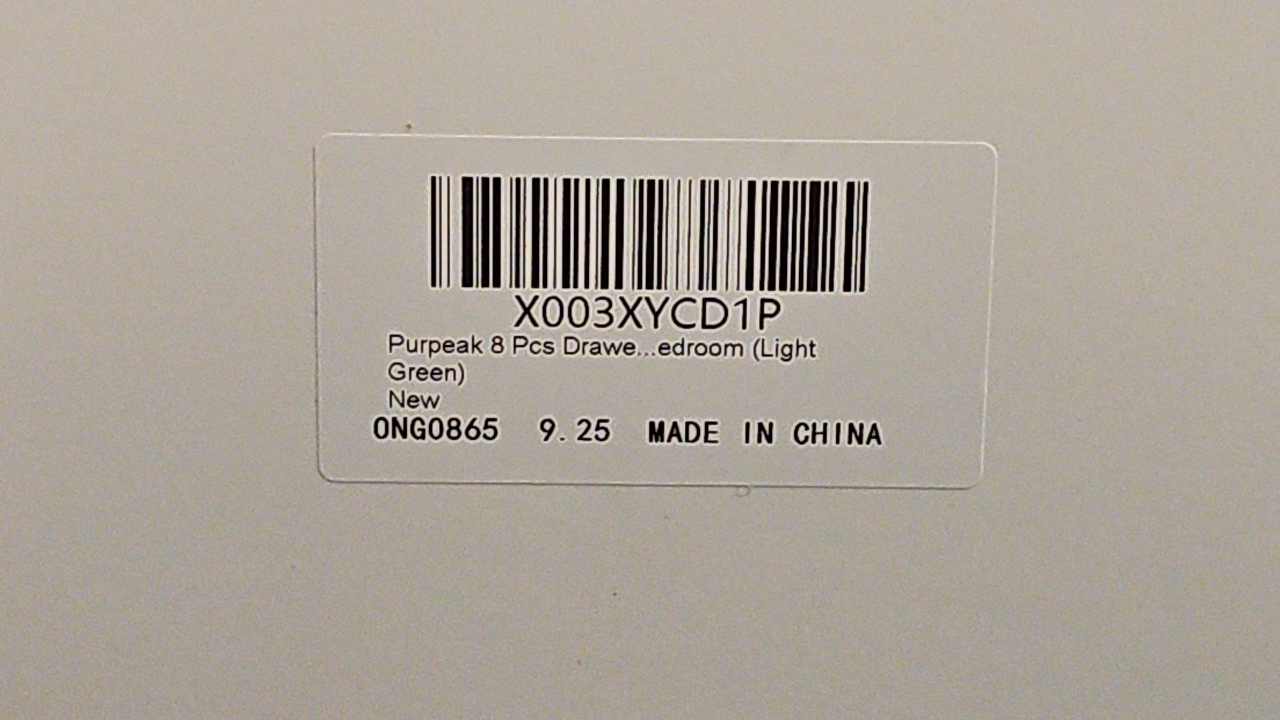 X003XYCD1P
Purpeak 8 Pcs Drawe...edroom (Light
Green)
New
0NG0865 9.25 MADE IN CHINA